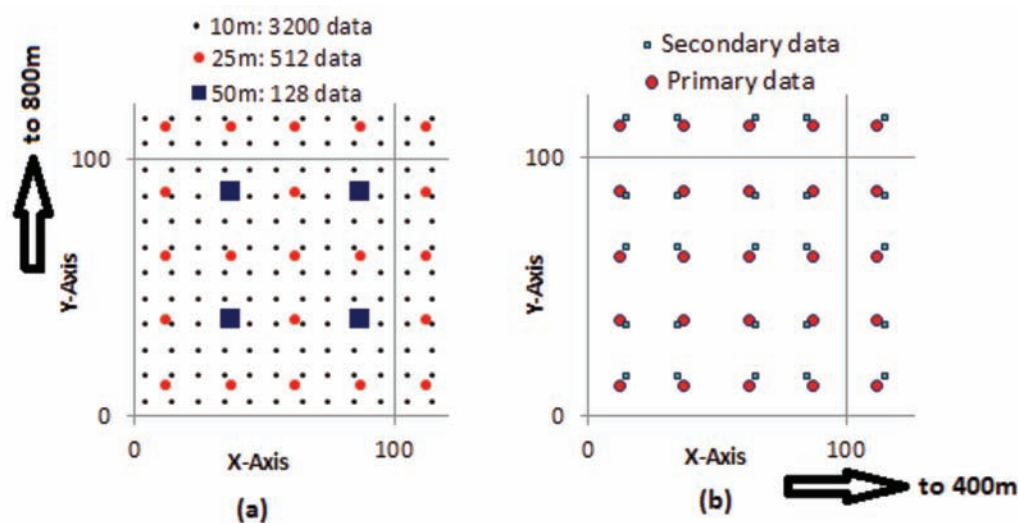 10m: 3200 data
25m: 512 data
50m: 128 data
to 800m
100
0
Y-Axis
0
100
X-Axis
(a)
Secondary data
Primary data
100
0
0
100
X-Axis
to 400m
(b)